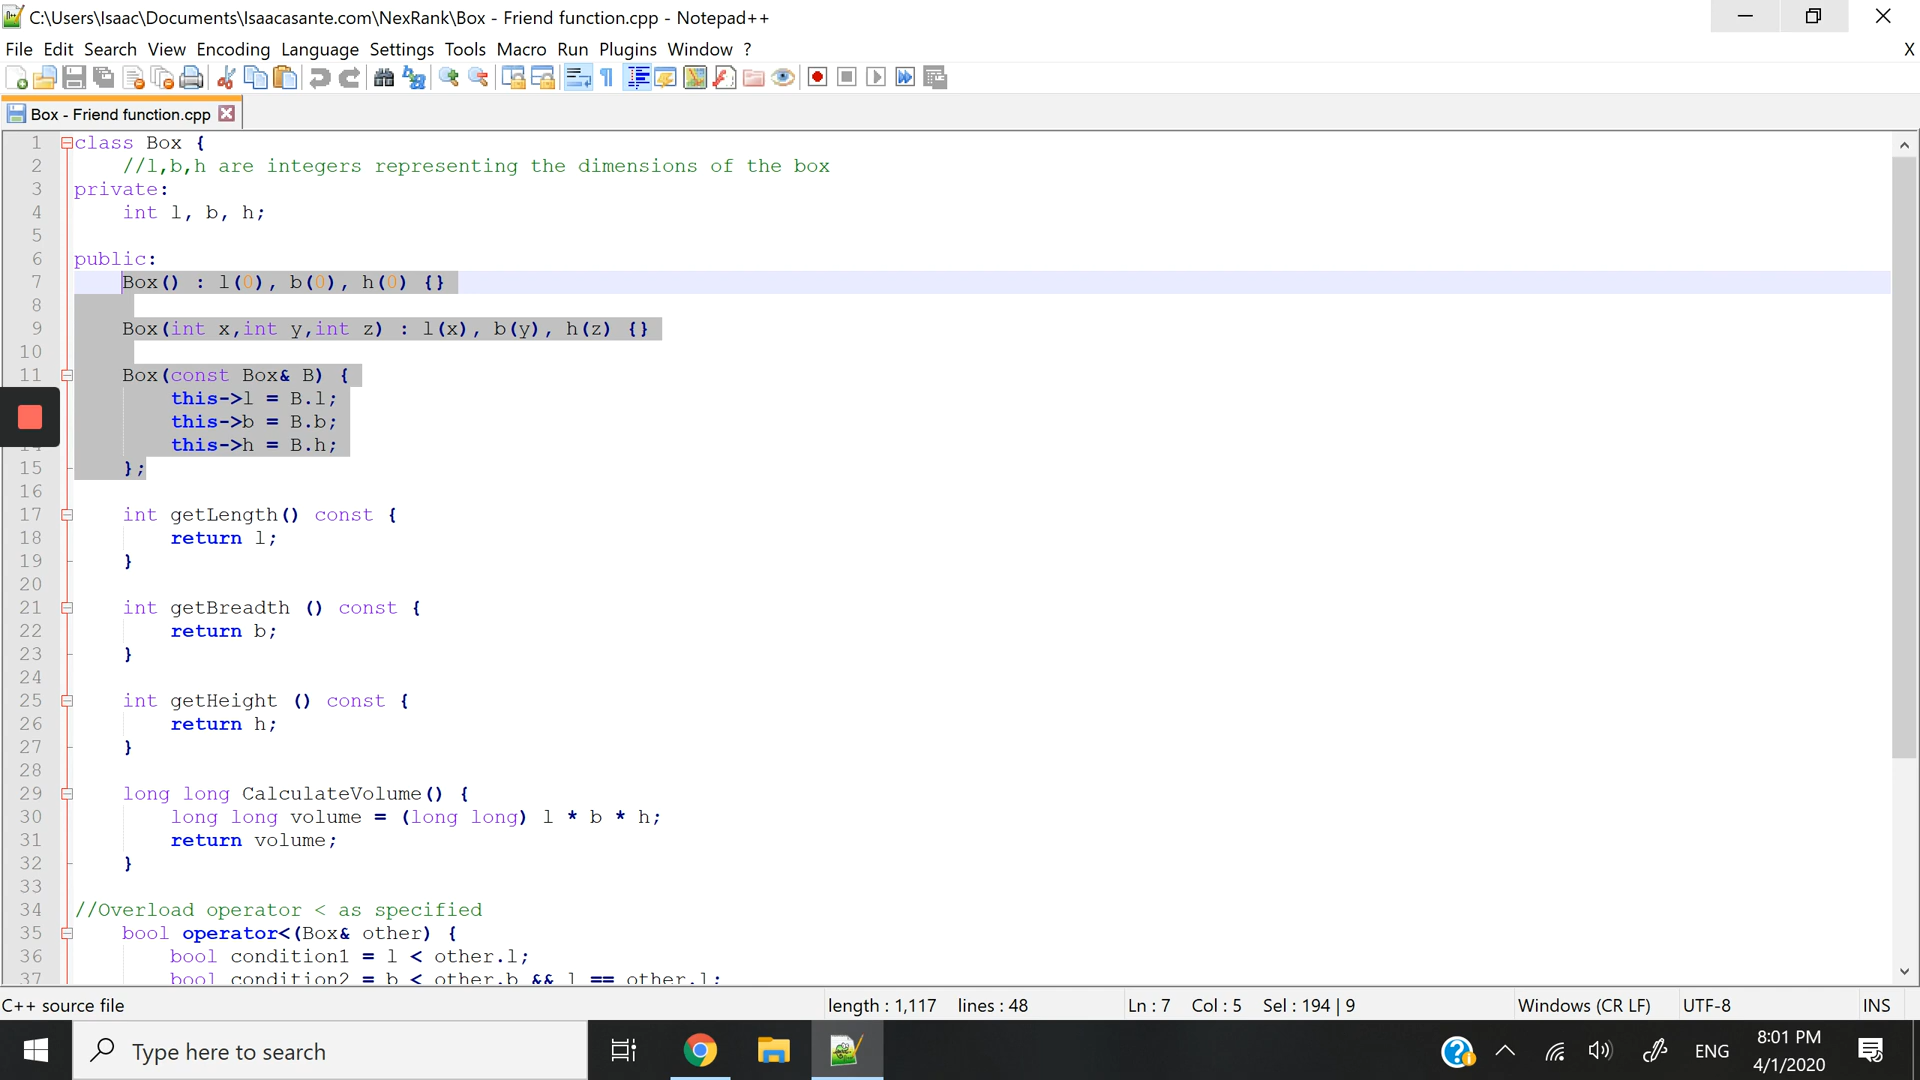 C:\Users\Isaac\Documents\Isaacasante.com\NexRank\Box - Friend function.cpp - Notepad++
File Edit Search View Encoding Language Settings Tools Macro Run Plugins Window ? X
Box - Friend function.cpp
1 class Box {
2 //l,b,h are integers representing the dimensions of the box
3 private:
4 int l, b, h;
5
6 public:
7 Box() : l(0), b(0), h(0) {}
8
9 Box(int x,int y,int z) : l(x), b(y), h(z) {}
10
11 Box(const Box& B) {
this->l = B.l;
this->b = B.b;
this->h = B.h;
15 };
16
17 int getLength() const {
18 return l;
19 }
20
21 int getBreadth () const {
22 return b;
23 }
24
25 int getHeight () const {
26 return h;
27 }
28
29 long long CalculateVolume() {
30 long long volume = (long long) l * b * h;
31 return volume;
32 }
33
34 //Overload operator < as specified
35 bool operator<(Box& other) {
36 bool condition1 = l < other.l;
37 bool condition2 = b < other.b && l == other.l;
C++ source file length : 1,117 lines : 48 Ln : 7 Col : 5 Sel : 194 | 9 Windows (CR LF) UTF-8 INS
Type here to search
ENG
8:01 PM
4/1/2020